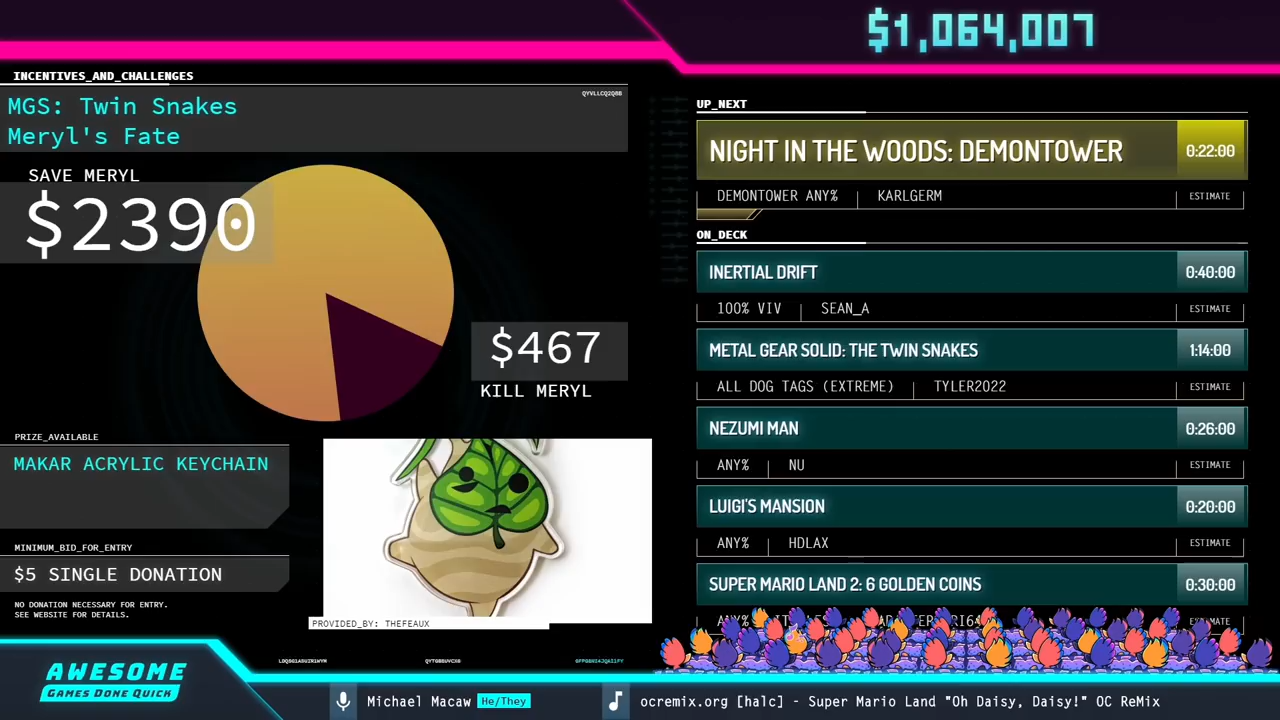 $1,064,007
INCENTIVES_AND_CHALLENGES
MGS: Twin Snakes
Meryl's Fate
SAVE MERYL
$2390
$467
KILL MERYL
PRIZE_AVAILABLE
MAKAR ACRYLIC KEYCHAIN
MINIMUM_BID_FOR_ENTRY
$5 SINGLE DONATION
NO DONATION NECESSARY FOR ENTRY.
SEE WEBSITE FOR DETAILS.
PROVIDED_BY: THEFEAUX
UP_NEXT
NIGHT IN THE WOODS: DEMONTOWER 0:22:00
DEMONTOWER ANY% KARLGERM ESTIMATE
ON_DECK
INERTIAL DRIFT 0:40:00
100% VIV SEAN_A ESTIMATE
METAL GEAR SOLID: THE TWIN SNAKES 1:14:00
ALL DOG TAGS (EXTREME) TYLER2022 ESTIMATE
NEZUMI MAN 0:26:00
ANY% NU ESTIMATE
LUIGI'S MANSION 0:20:00
ANY% HDLAX ESTIMATE
SUPER MARIO LAND 2: 6 GOLDEN COINS 0:30:00
AWESOME
GAMES DONE QUICK
Michael Macaw He/They
ocremix.org [halc] - Super Mario Land "Oh Daisy, Daisy!" OC ReMix